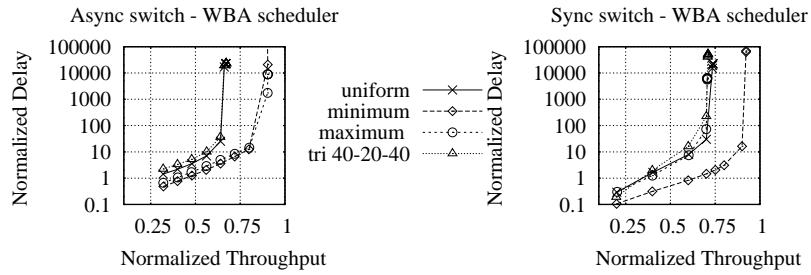 Async switch - WBA scheduler
Normalized Delay
100000
10000
1000
100
10
1
0.1
0.25
0.5
0.75
1
Normalized Throughput
uniform
minimum
maximum
tri 40-20-40
Sync switch - WBA scheduler
Normalized Delay
100000
10000
1000
100
10
1
0.1
0.25
0.5
0.75
1
Normalized Throughput